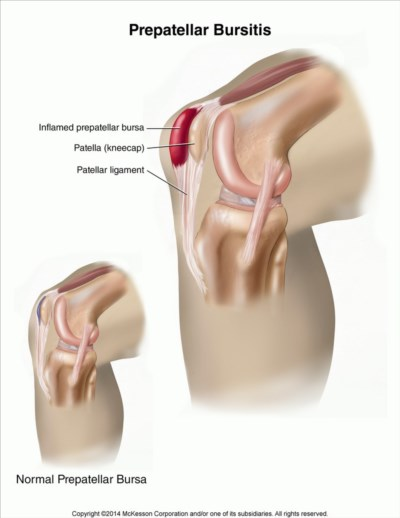 Prepatellar Bursitis
Inflamed prepatellar bursa
Patella (kneecap)
Patellar ligament
Normal Prepatellar Bursa
Copyright ©2014 McKesson Corporation and/or one of its subsidiaries. All rights reserved.